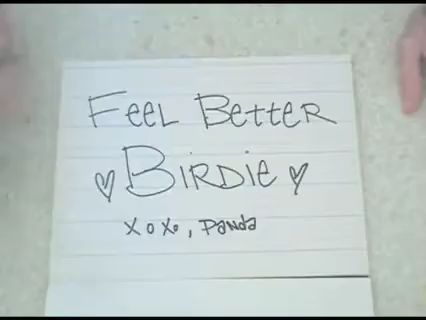 Feel Better
♡ Birdie ♡
xoxo, Panda